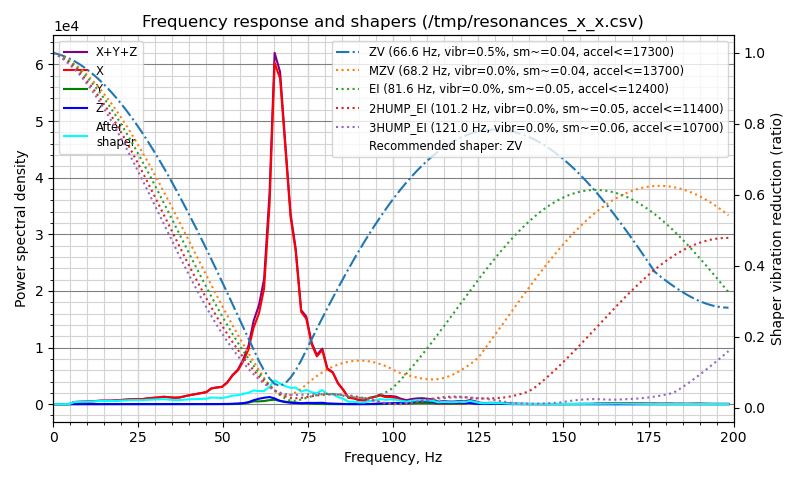 Frequency response and shapers (/tmp/resonances_x_x.csv)
1e4
X+Y+Z
X
Y
Z
After
shaper
ZV (66.6 Hz, vibr=0.5%, sm~=0.04, accel<=17300)
MZV (68.2 Hz, vibr=0.0%, sm~=0.04, accel<=13700)
EI (81.6 Hz, vibr=0.0%, sm~=0.05, accel<=12400)
2HUMP_EI (101.2 Hz, vibr=0.0%, sm~=0.05, accel<=11400)
3HUMP_EI (121.0 Hz, vibr=0.0%, sm~=0.06, accel<=10700)
Recommended shaper: ZV
Power spectral density
6
5
4
3
2
1
0
1.0
0.8
0.6
0.4
0.2
0.0
Shaper vibration reduction (ratio)
0 25 50 75 100 125 150 175 200
Frequency, Hz